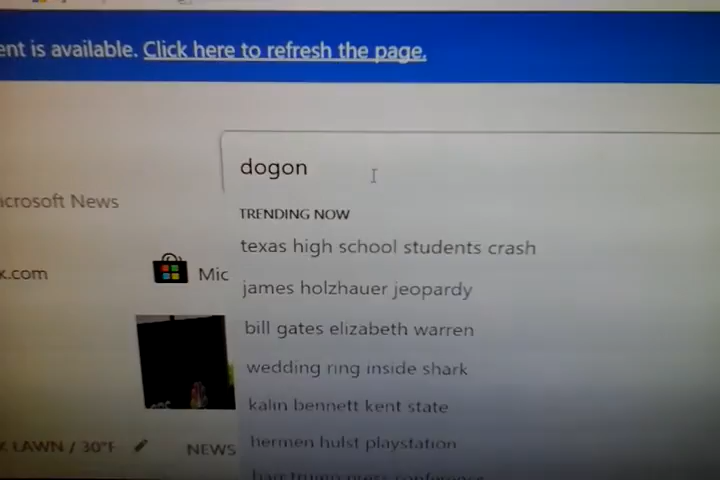 ent is available. Click here to refresh the page.
dogon
icrosoft News
TRENDING NOW
texas high school students crash
k.com
Mic
james holzhauer jeopardy
bill gates elizabeth warren
wedding ring inside shark
kalin bennett kent state
LAWN / 30°F
NEWS
hermen hulst playstation